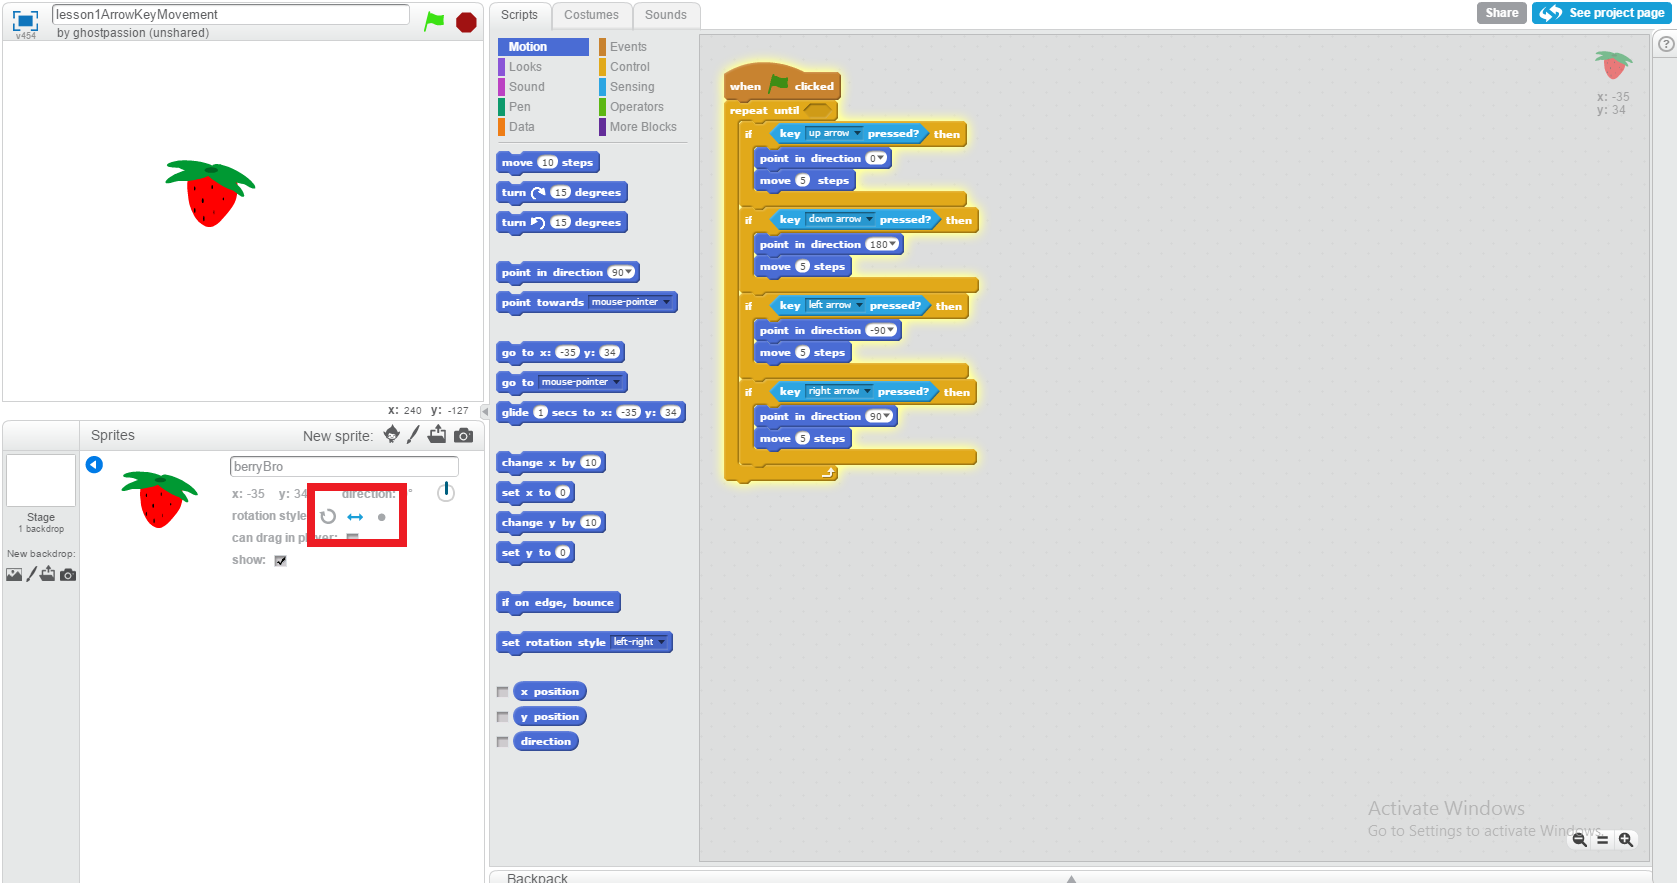 lesson1ArrowKeyMovement
by ghostpassion (unshared)
v454
x: 240 y: -127
Sprites
New sprite:
berryBro
x: -35 y: 34 direction: °
rotation style
can drag in player:
show:
Stage
1 backdrop
New backdrop:
Scripts
Costumes
Sounds
Share
See project page
Motion
Looks
Sound
Pen
Data
Events
Control
Sensing
Operators
More Blocks
move 10 steps
turn 15 degrees
turn 15 degrees
point in direction 90
point towards mouse-pointer
go to x: -35 y: 34
go to mouse-pointer
glide 1 secs to x: -35 y: 34
change x by 10
set x to 0
change y by 10
set y to 0
if on edge, bounce
set rotation style left-right
x position
y position
direction
when clicked
repeat until
if key up arrow pressed? then
point in direction 0
move 5 steps
if key down arrow pressed? then
point in direction 180
move 5 steps
if key left arrow pressed? then
point in direction -90
move 5 steps
if key right arrow pressed? then
point in direction 90
move 5 steps
?
x: -35
y: 34
Activate Windows
Go to Settings to activate Windows.
Backpack